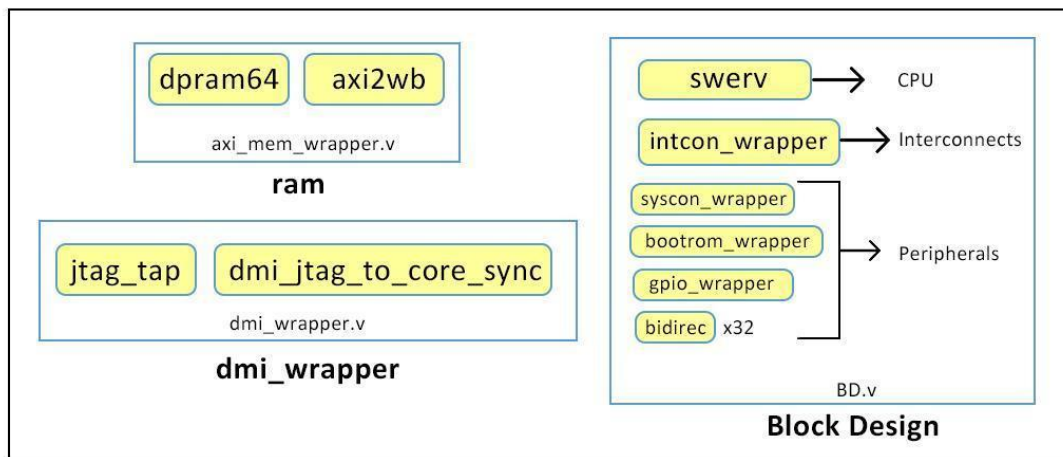 dpram64 axi2wb
axi_mem_wrapper.v
ram
jtag_tap dmi_jtag_to_core_sync
dmi_wrapper.v
dmi_wrapper
swerv CPU
intcon_wrapper Interconnects
syscon_wrapper
bootrom_wrapper
gpio_wrapper
bidirec x32
Peripherals
BD.v
Block Design